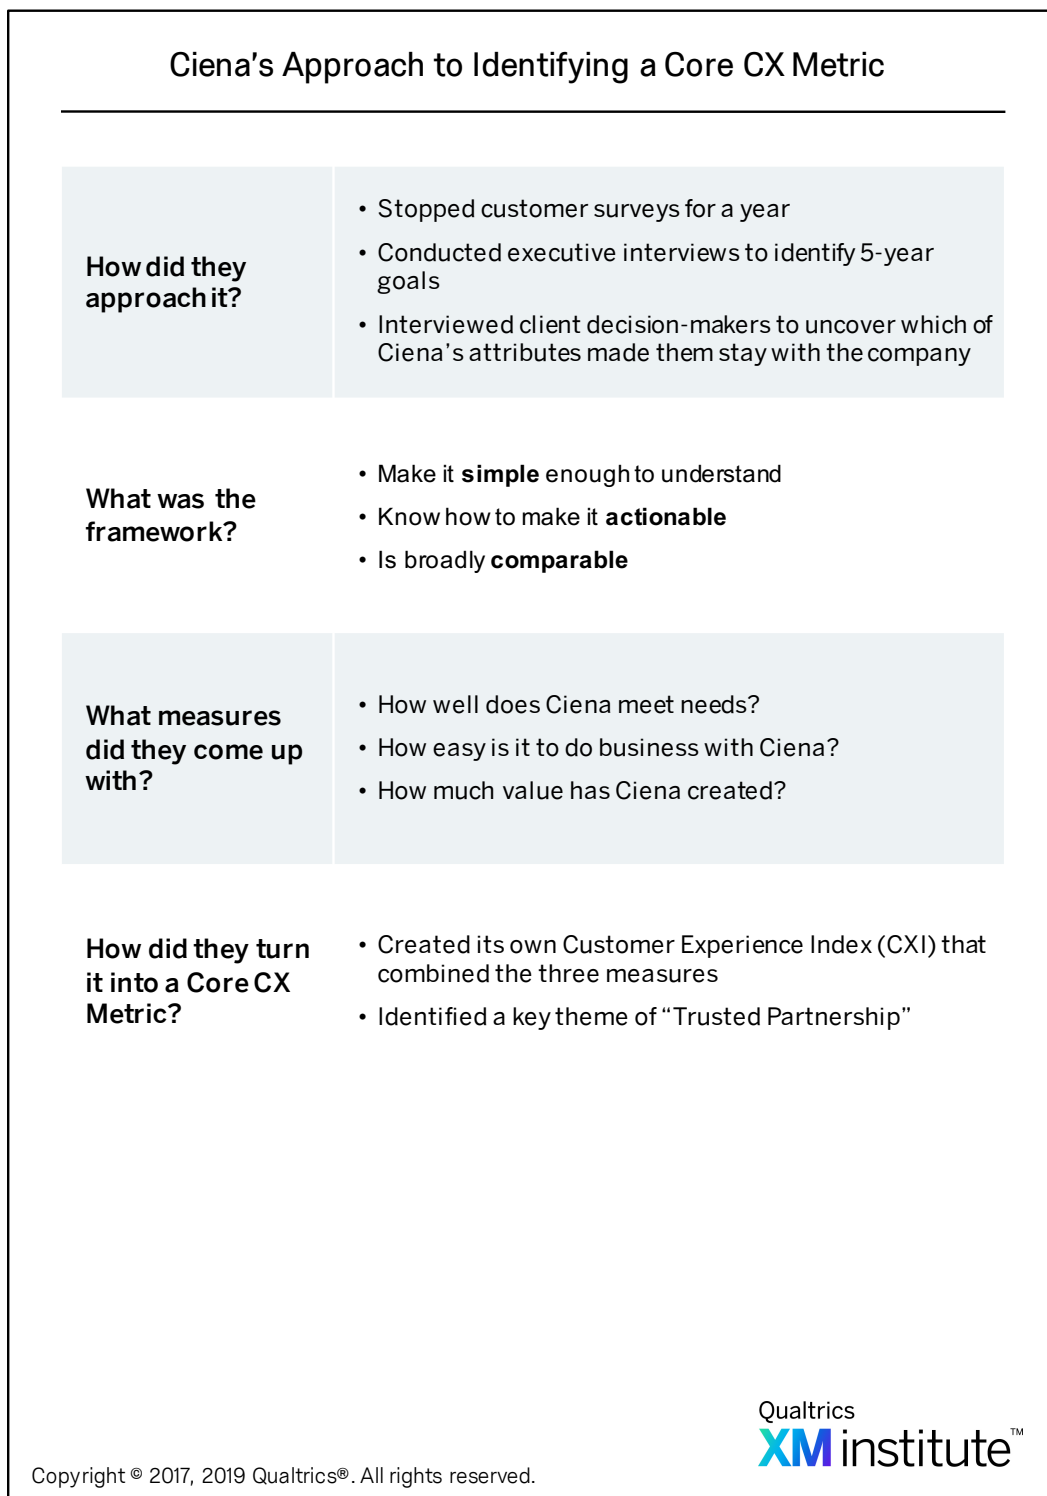 Ciena's Approach to Identifying a Core CX Metric
How did they
approach it?
• Stopped customer surveys for a year
• Conducted executive interviews to identify 5-year
goals
• Interviewed client decision-makers to uncover which of
Ciena's attributes made them stay with the company
What was the
framework?
• Make it simple enough to understand
• Know how to make it actionable
• Is broadly comparable
What measures
did they come up
with?
• How well does Ciena meet needs?
• How easy is it to do business with Ciena?
• How much value has Ciena created?
How did they turn
it into a Core CX
Metric?
• Created its own Customer Experience Index (CXI) that
combined the three measures
• Identified a key theme of “Trusted Partnership”
Qualtrics
XM institute™
Copyright © 2017, 2019 Qualtrics®. All rights reserved.